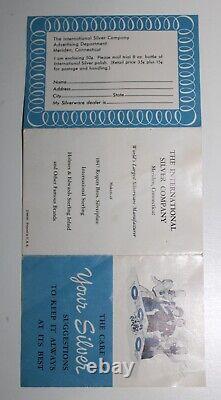 The International Silver Company
Advertising Department
Meriden, Connecticut
I am enclosing 50¢. Please mail trial 8 oz. bottle of
International Silver polish. (Retail price 35¢ plus 15¢
for postage and handling.)
Name
Address
City State
My Silverware dealer is
THE INTERNATIONAL
SILVER COMPANY
Meriden, Connecticut
World's Largest Silverware Manufacturer
Makers of
1847 Rogers Bros. Silverplate
International Sterling
Holmes & Edwards Sterling Inlaid
and Other Famous Brands
THE CARE OF
Your Silver
SUGGESTIONS
TO KEEP IT ALWAYS
AT ITS BEST